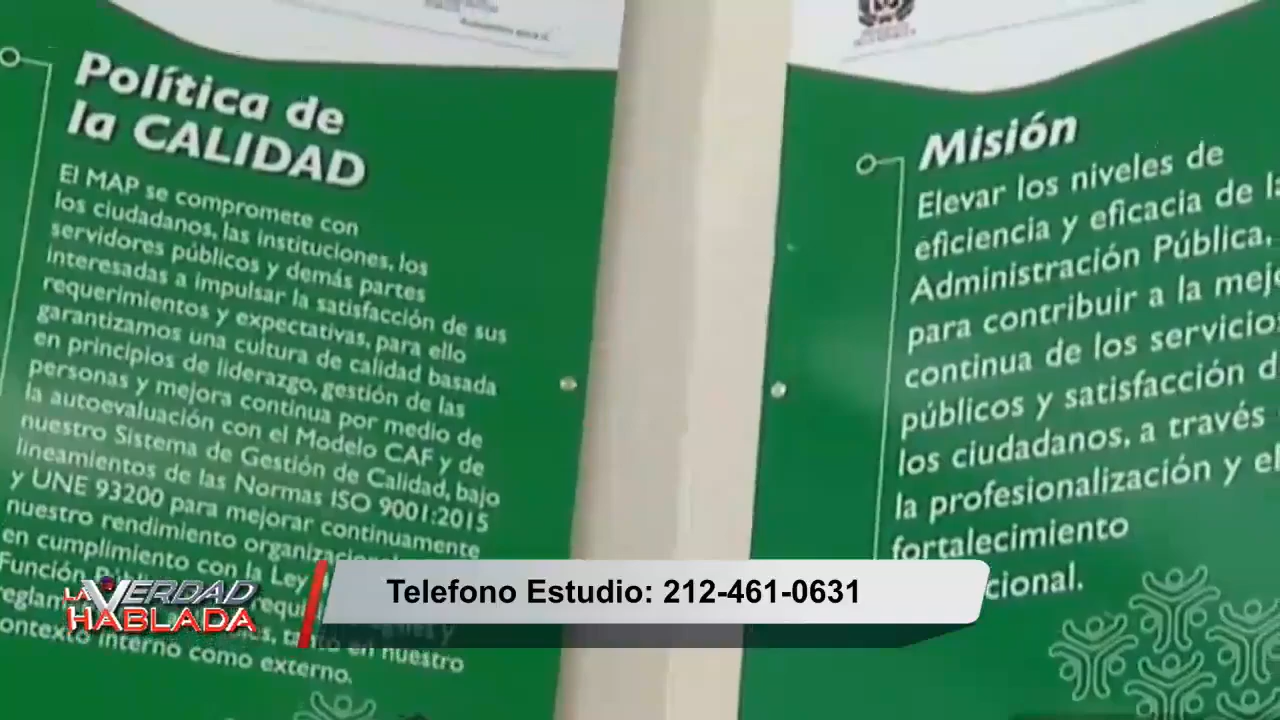 Política de
la CALIDAD
El MAP se compromete con
los ciudadanos, las instituciones, los
servidores públicos y demás partes
interesadas a impulsar la satisfacción de sus
requerimientos y expectativas, para ello
garantizamos una cultura de calidad basada
en principios de liderazgo, gestión de las
personas y mejora continua por medio de
la autoevaluación con el Modelo CAF y de
nuestro Sistema de Gestión de Calidad, bajo
lineamientos de las Normas ISO 9001:2015
y UNE 93200 para mejorar continuamente
nuestro rendimiento
en cumplimiento con la Ley
Función
en nuestro
contexto interno como externo.
Misión
Elevar los niveles de
eficiencia y eficacia de
Administración Pública,
para contribuir a la
continua de los
públicos y satisfacción
los ciudadanos, a través
la profesionalización y
fortalecimiento
LA VERDAD
HABLADA
Telefono Estudio: 212-461-0631